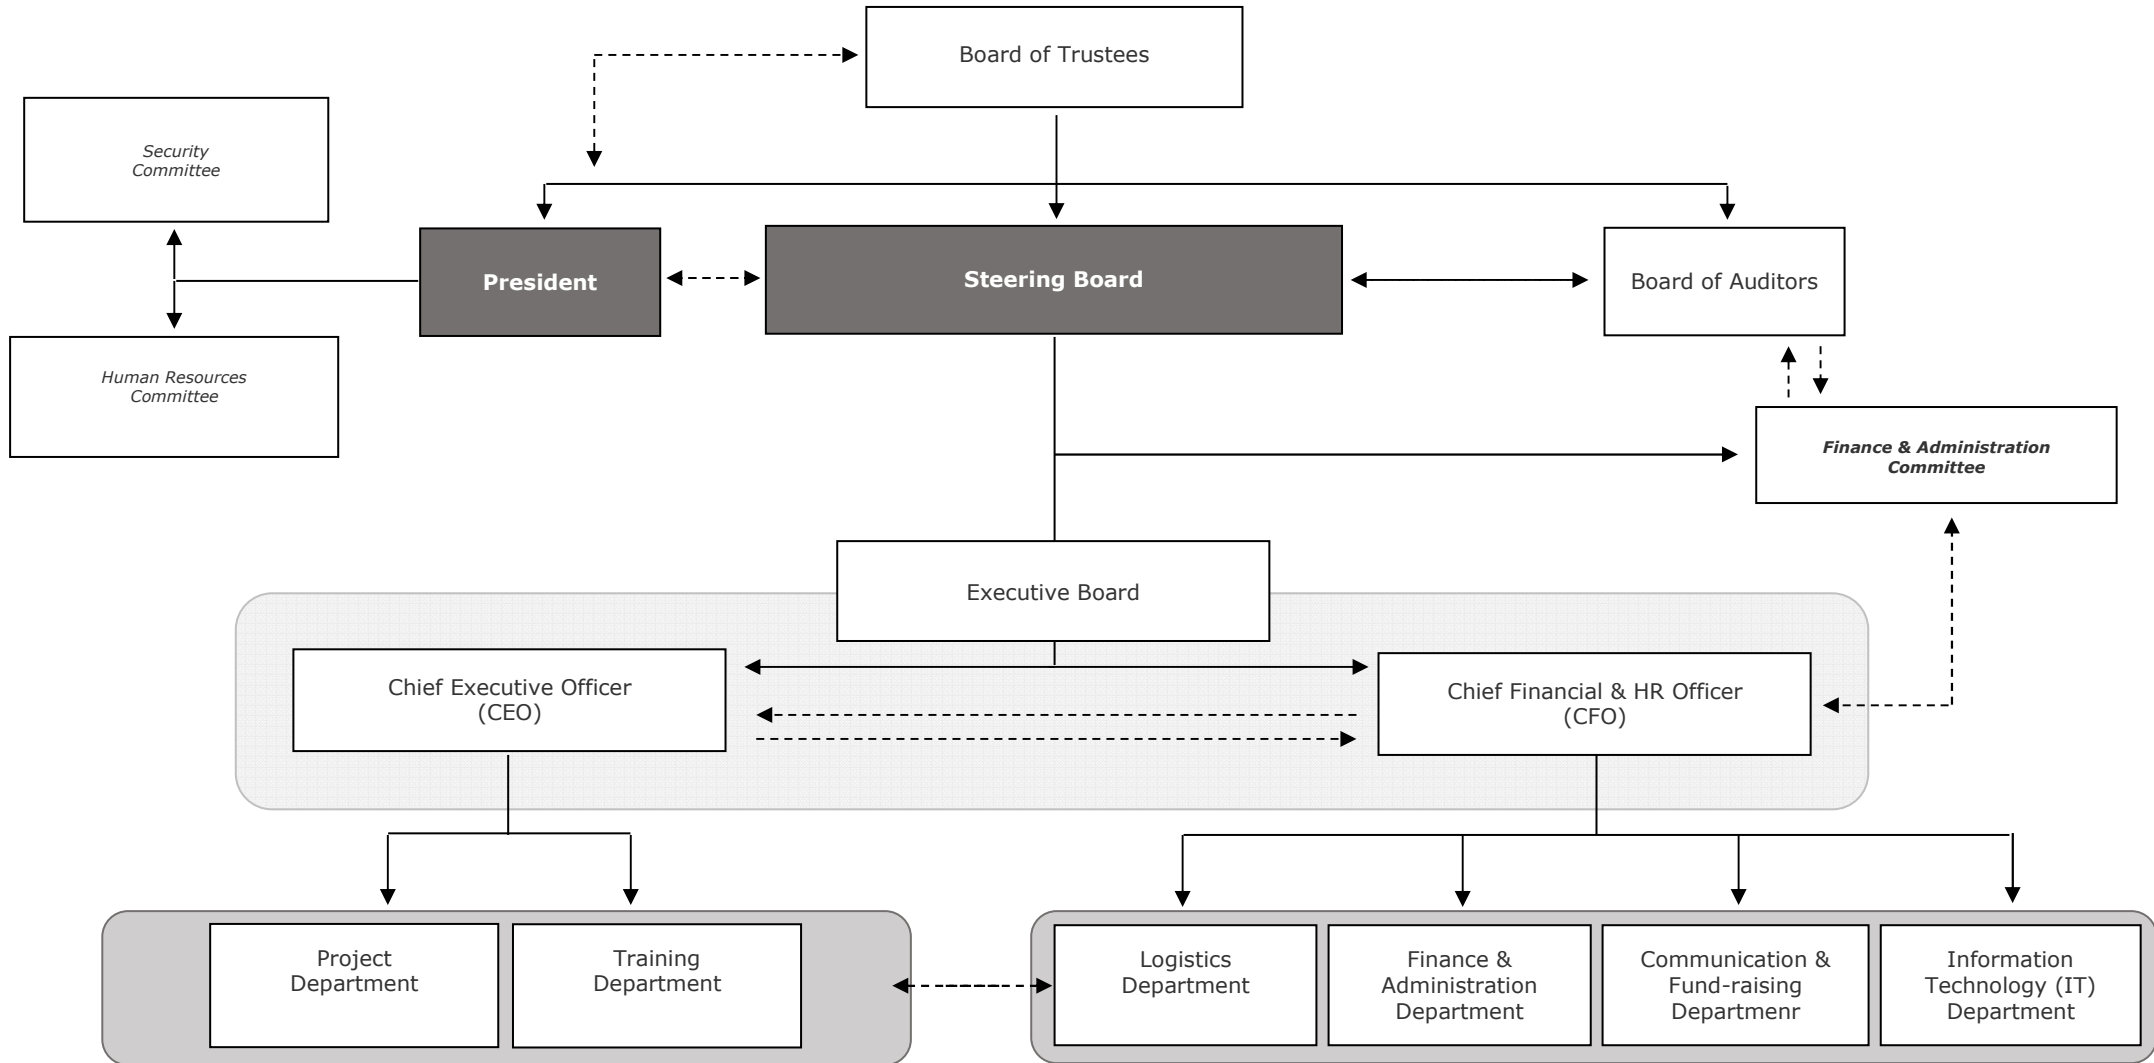 Board of Trustees
Security
Committee
President
Steering Board
Board of Auditors
Human Resources
Committee
Finance & Administration
Committee
Executive Board
Chief Executive Officer
(CEO)
Chief Financial & HR Officer
(CFO)
Project
Department
Training
Department
Logistics
Department
Finance &
Administration
Department
Communication &
Fund-raising
Departmenr
Information
Technology (IT)
Department